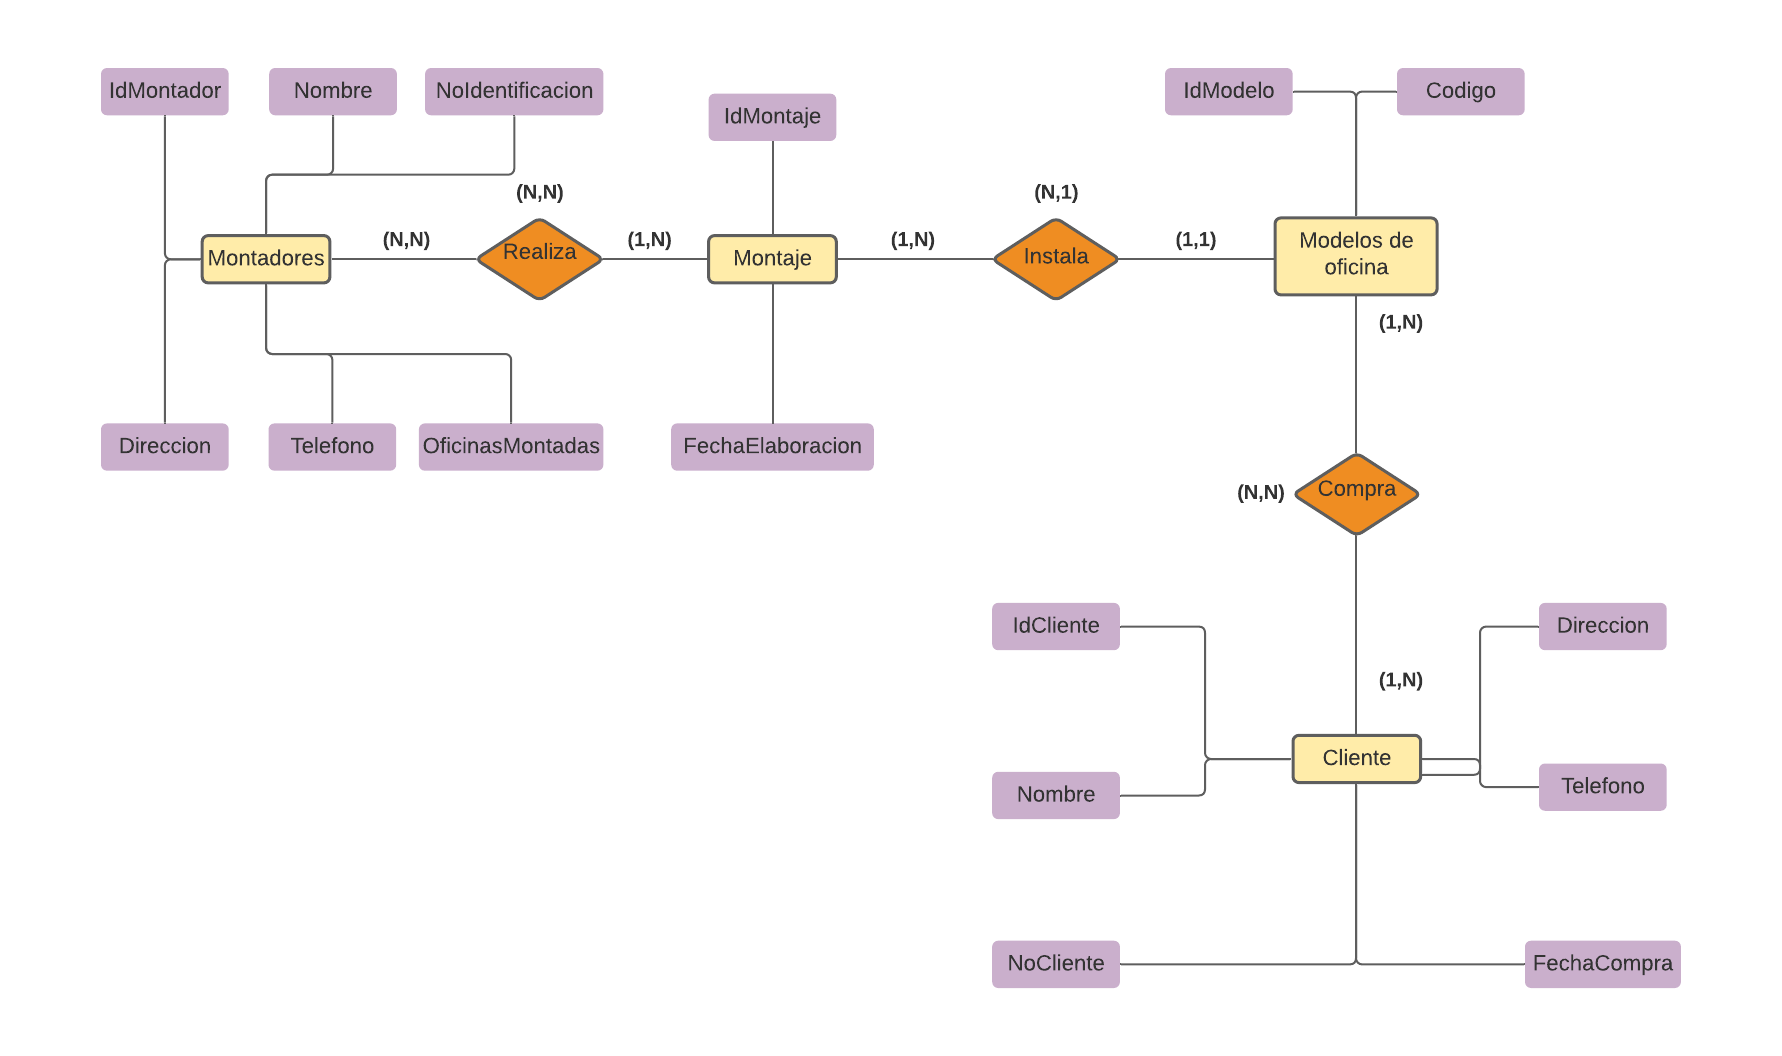 IdMontador
Nombre
NoIdentificacion
IdMontaje
IdModelo
Codigo
(N,N)
(N,1)
Montadores
(N,N)
Realiza
(1,N)
Montaje
(1,N)
Instala
(1,1)
Modelos de
oficina
(1,N)
Direccion
Telefono
OficinasMontadas
FechaElaboracion
(N,N)
Compra
IdCliente
Direccion
(1,N)
Cliente
Nombre
Telefono
NoCliente
FechaCompra